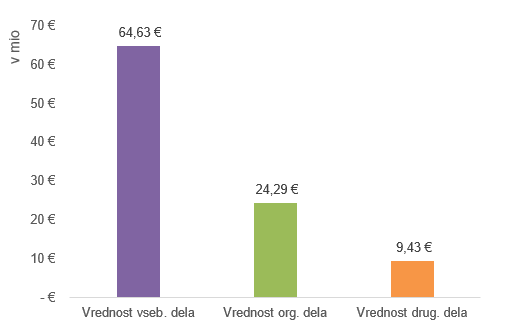 v mio
70 €
60 €
50 €
40 €
30 €
20 €
10 €
- €
64,63 €
24,29 €
9,43 €
Vrednost vseb. dela
Vrednost org. dela
Vrednost drug. dela